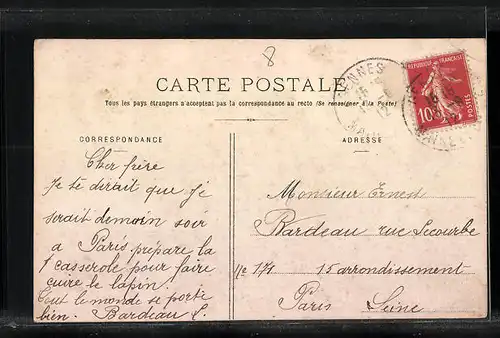 8
CARTE POSTALE
Tous les pays étrangers n'acceptent pas la correspondance au recto (Se renseigner à la Poste)
CORRESPONDANCE
Cher frère
Je te dirait que je
serait demain soir
a Paris prépare la
1 casserole pour faire
cuire le lapin.
Tout le monde se porte
bien. Bardeau L.
ADRESSE
Monsieur Ernest
Bardeau rue Lecourbe
No 171 15 arrondissement
Paris Seine
REPUBLIQUE FRANÇAISE
POSTES
10